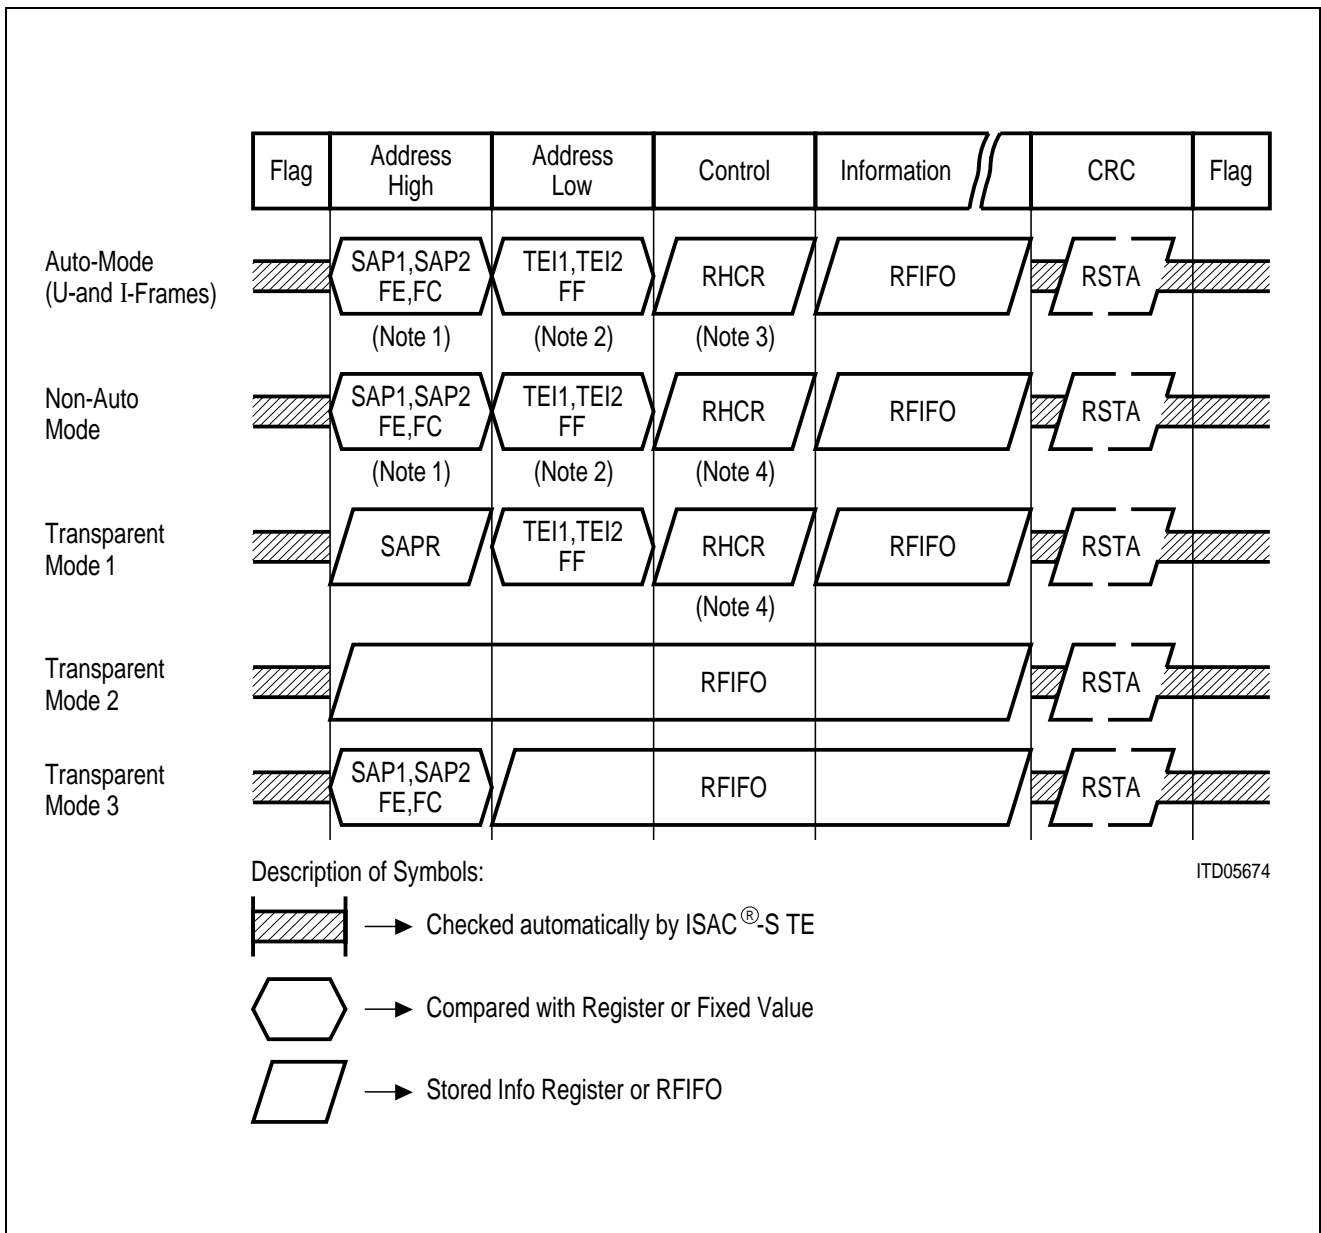 Flag
Address
High
Address
Low
Control
Information
CRC
Flag
Auto-Mode
(U-and I-Frames)
SAP1,SAP2
FE,FC
TEI1,TEI2
FF
RHCR
RFIFO
RSTA
(Note 1)
(Note 2)
(Note 3)
Non-Auto
Mode
SAP1,SAP2
FE,FC
TEI1,TEI2
FF
RHCR
RFIFO
RSTA
(Note 1)
(Note 2)
(Note 4)
Transparent
Mode 1
SAPR
TEI1,TEI2
FF
RHCR
RFIFO
RSTA
(Note 4)
Transparent
Mode 2
RFIFO
RSTA
Transparent
Mode 3
SAP1,SAP2
FE,FC
RFIFO
RSTA
Description of Symbols:
ITD05674
Checked automatically by ISAC®-S TE
Compared with Register or Fixed Value
Stored Info Register or RFIFO